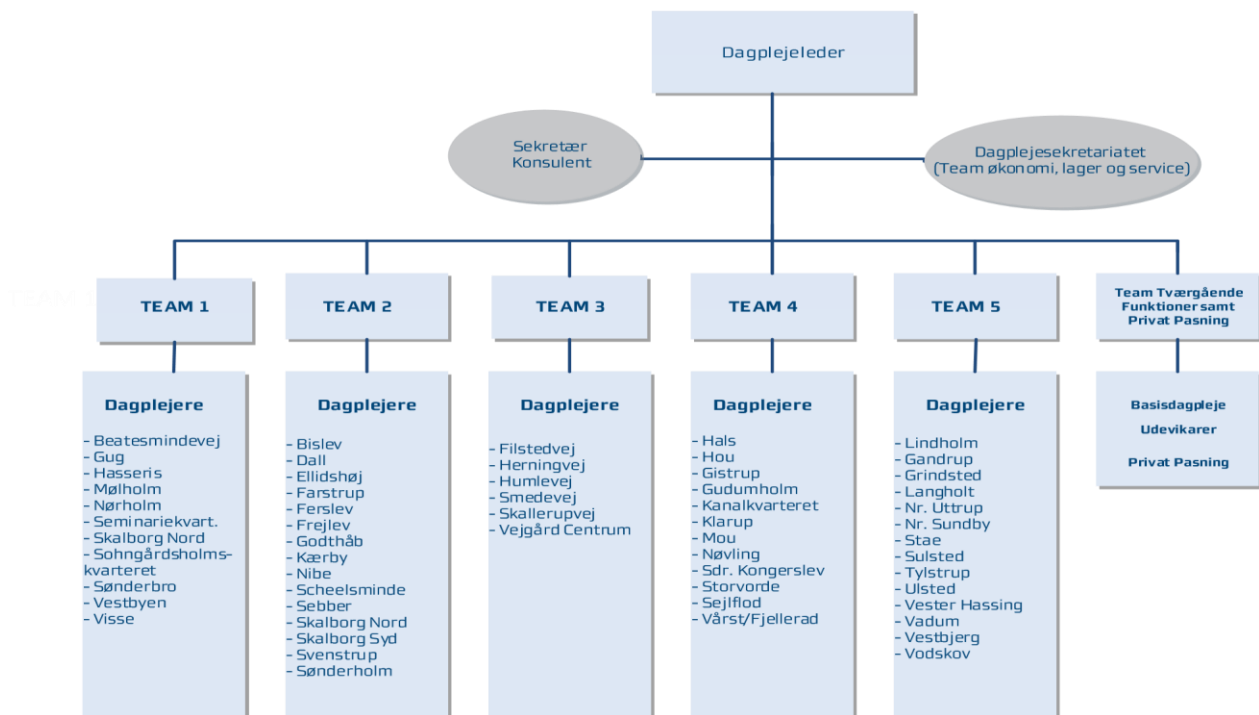 Dagplejeleder
Sekretær
Konsulent
Dagplejesekretariatet
(Team økonomi, lager og service)
TEAM 1
TEAM 2
TEAM 3
TEAM 4
TEAM 5
Team Tværgående
Funktioner samt
Privat Pasning
Dagplejere
- Beatesmindevej
- Gug
- Hasseris
- Mølholm
- Nørholm
- Seminariekvart.
- Skalborg Nord
- Sohngårdsholms-
kvarteret
- Sønderbro
- Vestbyen
- Visse
Dagplejere
- Bislev
- Dall
- Ellidshøj
- Farstrup
- Ferslev
- Frejlev
- Godthåb
- Kærby
- Nibe
- Scheelsminde
- Sebber
- Skalborg Nord
- Skalborg Syd
- Svenstrup
- Sønderholm
Dagplejere
- Filstedvej
- Herningvej
- Humlevej
- Smedevej
- Skallerupvej
- Vejgård Centrum
Dagplejere
- Hals
- Hou
- Gistrup
- Gudumholm
- Kanalkvarteret
- Klarup
- Mou
- Nøvling
- Sdr. Kongerslev
- Storvorde
- Sejlflod
- Vårst/Fjellerad
Dagplejere
- Lindholm
- Gandrup
- Grindsted
- Langholt
- Nr. Uttrup
- Nr. Sundby
- Stae
- Sulsted
- Tylstrup
- Ulsted
- Vester Hassing
- Vadum
- Vestbjerg
- Vodskov
Basisdagpleje
Udevikarer
Privat Pasning